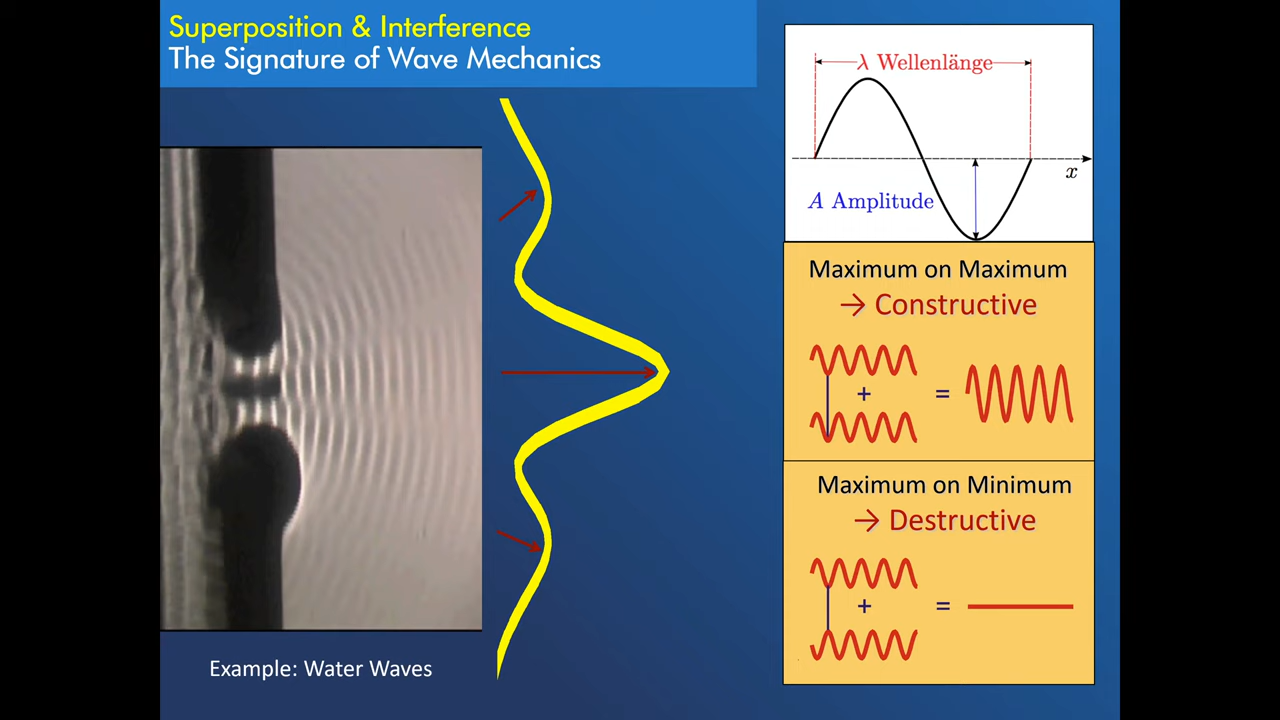 Superposition & Interference
The Signature of Wave Mechanics
λ Wellenlänge
x
A Amplitude
Maximum on Maximum
→ Constructive
+
=
Maximum on Minimum
→ Destructive
+
=
Example: Water Waves